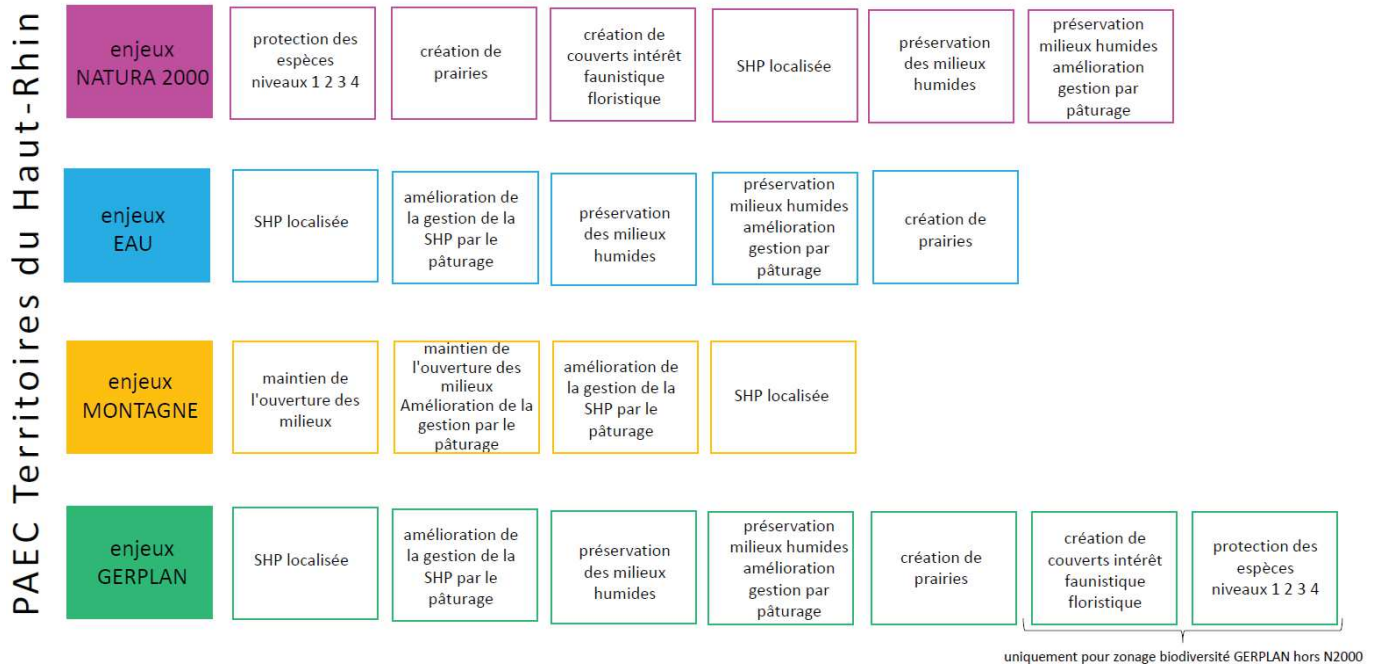 PAEC Territoires du Haut-Rhin
enjeux
NATURA 2000
protection des
espèces
niveaux 1 2 3 4
création de
prairies
création de
couverts intérêt
faunistique
floristique
SHP localisée
préservation
des milieux
humides
préservation
milieux humides
amélioration
gestion par
pâturage
enjeux
EAU
SHP localisée
amélioration de
la gestion de la
SHP par le
pâturage
préservation
des milieux
humides
préservation
milieux humides
amélioration
gestion par
pâturage
création de
prairies
enjeux
MONTAGNE
maintien de
l'ouverture des
milieux
maintien de
l'ouverture des
milieux
Amélioration de la
gestion par le
pâturage
amélioration de
la gestion de la
SHP par le
pâturage
SHP localisée
enjeux
GERPLAN
SHP localisée
amélioration de
la gestion de la
SHP par le
pâturage
préservation
des milieux
humides
préservation
milieux humides
amélioration
gestion par
pâturage
création de
prairies
création de
couverts intérêt
faunistique
floristique
protection des
espèces
niveaux 1 2 3 4
uniquement pour zonage biodiversité GERPLAN hors N2000